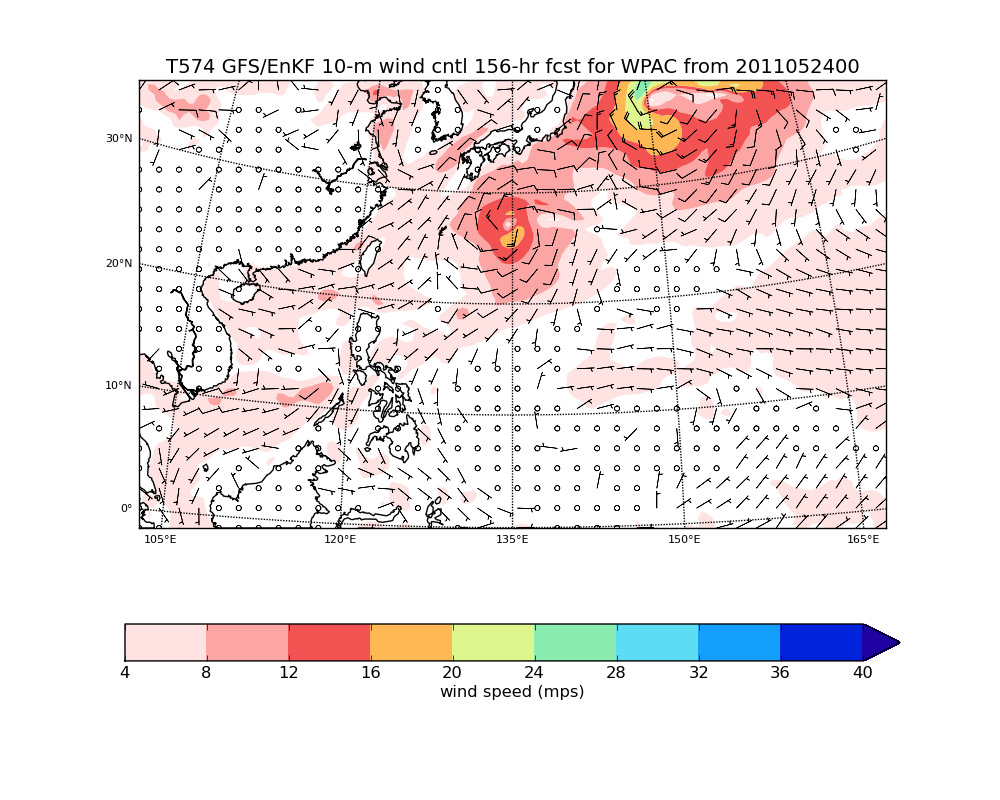 T574 GFS/EnKF 10-m wind cntl 156-hr fcst for WPAC from 2011052400
30°N
20°N
10°N
0°
105°E 120°E 135°E 150°E 165°E
4 8 12 16 20 24 28 32 36 40
wind speed (mps)